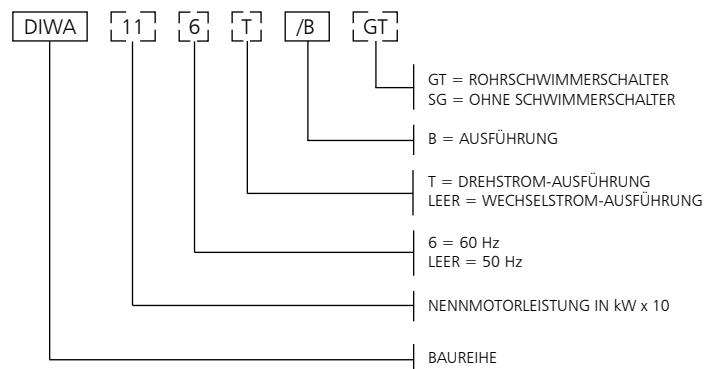 DIWA 11 6 T /B GT
GT = ROHRSCHWIMMERSCHALTER
SG = OHNE SCHWIMMERSCHALTER
B = AUSFÜHRUNG
T = DREHSTROM-AUSFÜHRUNG
LEER = WECHSELSTROM-AUSFÜHRUNG
6 = 60 Hz
LEER = 50 Hz
NENNMOTORLEISTUNG IN kW x 10
BAUREIHE